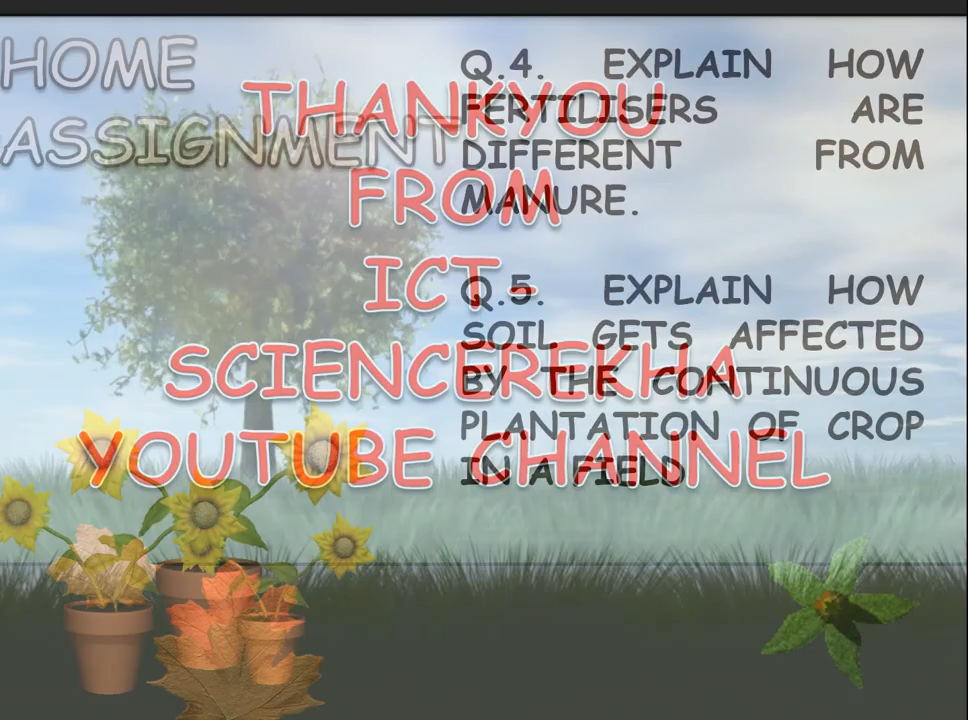 HOME
ASSIGNMENT
Q.4. EXPLAIN HOW
FERTILISERS ARE
DIFFERENT FROM
MANURE.
Q.5. EXPLAIN HOW
SOIL GETS AFFECTED
BY THE CONTINUOUS
PLANTATION OF CROP
IN A FIELD
THANKYOU
FROM
ICT-
SCIENCEREKHA
YOUTUBE CHANNEL